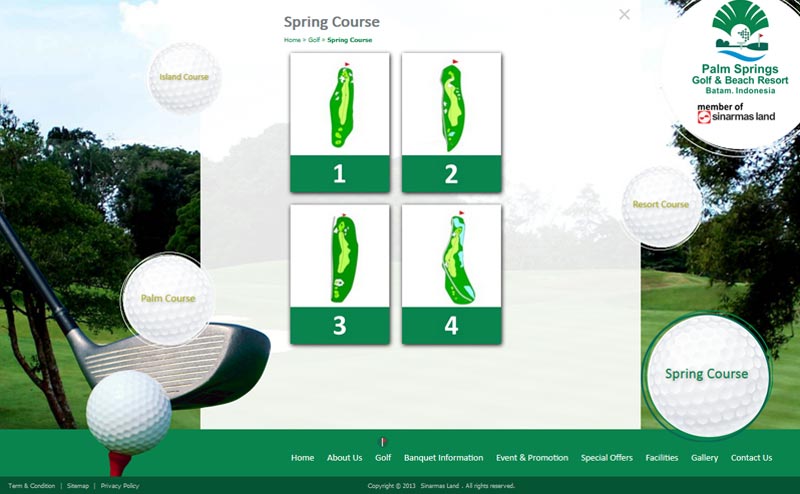 Spring Course
Home » Golf » Spring Course
Island Course
Palm Springs
Golf & Beach Resort
Batam. Indonesia
member of
sinarmas land
1
2
Resort Course
Palm Course
3
4
Spring Course
Home About Us Golf Banquet Information Event & Promotion Special Offers Facilities Gallery Contact Us
Term & Condition | Sitemap | Privacy Policy
Copyright © 2013 Sinarmas Land . All rights reserved.